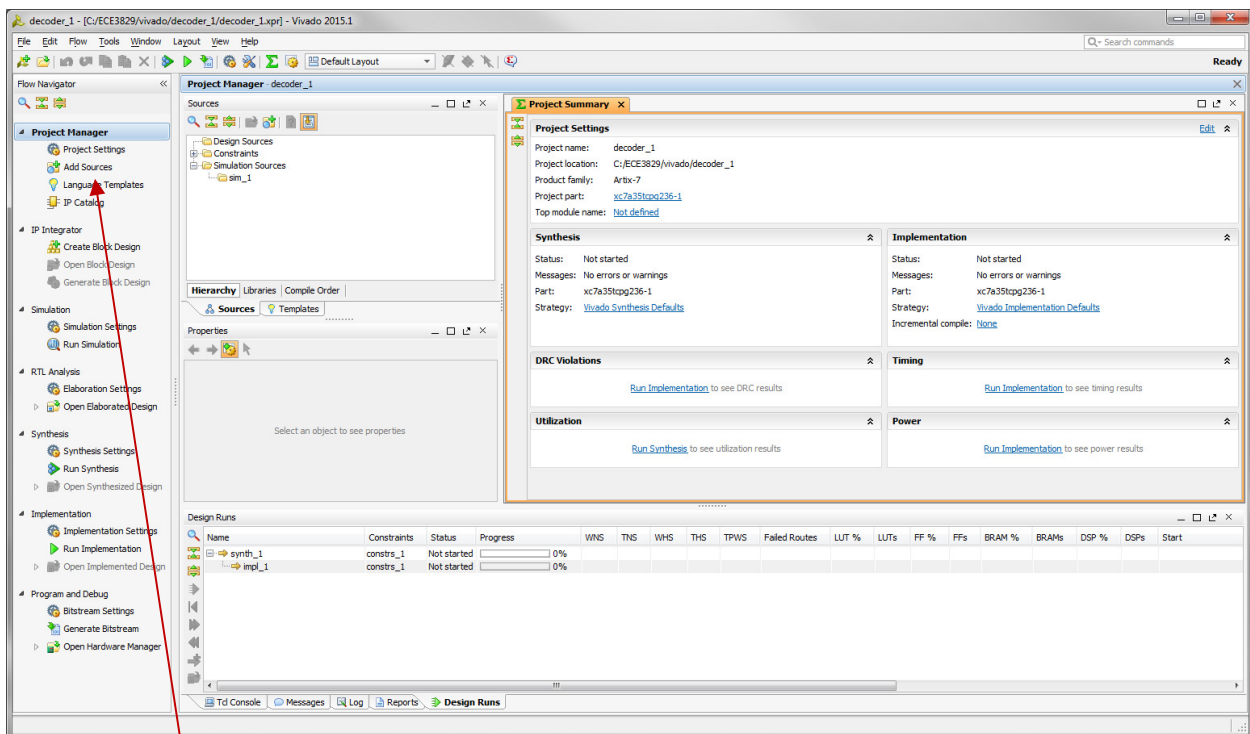 decoder_1 - [C:/ECE3829/vivado/decoder_1/decoder_1.xpr] - Vivado 2015.1
File Edit Flow Tools Window Layout View Help
Q- Search commands
Default Layout
Ready
Flow Navigator
Project Manager
Project Settings
Add Sources
Language Templates
IP Catalog
IP Integrator
Create Block Design
Open Block Design
Generate Block Design
Simulation
Simulation Settings
Run Simulation
RTL Analysis
Elaboration Settings
Open Elaborated Design
Synthesis
Synthesis Settings
Run Synthesis
Open Synthesized Design
Implementation
Implementation Settings
Run Implementation
Open Implemented Design
Program and Debug
Bitstream Settings
Generate Bitstream
Open Hardware Manager
Project Manager - decoder_1
Sources
Design Sources
Constraints
Simulation Sources
sim_1
Hierarchy Libraries Compile Order
Sources Templates
Properties
Select an object to see properties
Project Summary
Project Settings Edit
Project name: decoder_1
Project location: C:/ECE3829/vivado/decoder_1
Product family: Artix-7
Project part: xc7a35tcpg236-1
Top module name: Not defined
Synthesis
Status: Not started
Messages: No errors or warnings
Part: xc7a35tcpg236-1
Strategy: Vivado Synthesis Defaults
Implementation
Status: Not started
Messages: No errors or warnings
Part: xc7a35tcpg236-1
Strategy: Vivado Implementation Defaults
Incremental compile: None
DRC Violations
Run Implementation to see DRC results
Timing
Run Implementation to see timing results
Utilization
Run Synthesis to see utilization results
Power
Run Implementation to see power results
Design Runs
Name Constraints Status Progress WNS TNS WHS THS TPWS Failed Routes LUT % LUTs FF % FFs BRAM % BRAMs DSP % DSPs Start
synth_1 constrs_1 Not started 0%
impl_1 constrs_1 Not started 0%
Tcl Console Messages Log Reports Design Runs